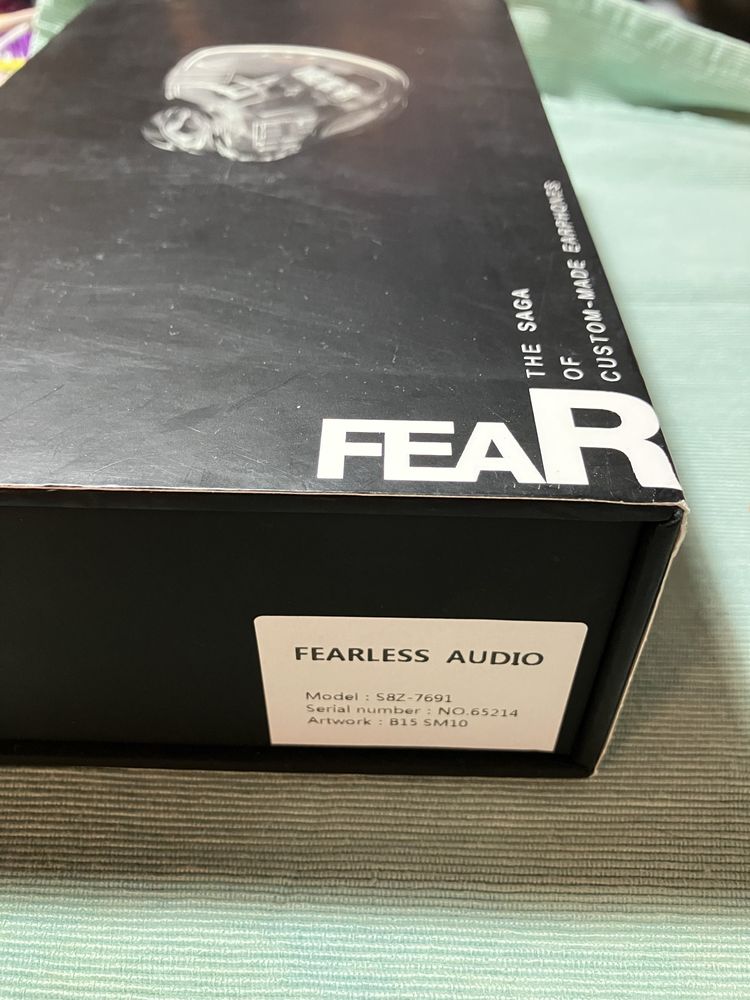 THE SAGA
OF
CUSTOM-MADE EARPHONES
FEAR
FEARLESS AUDIO
Model : S8Z-7691
Serial number : NO.65214
Artwork : B15 SM10